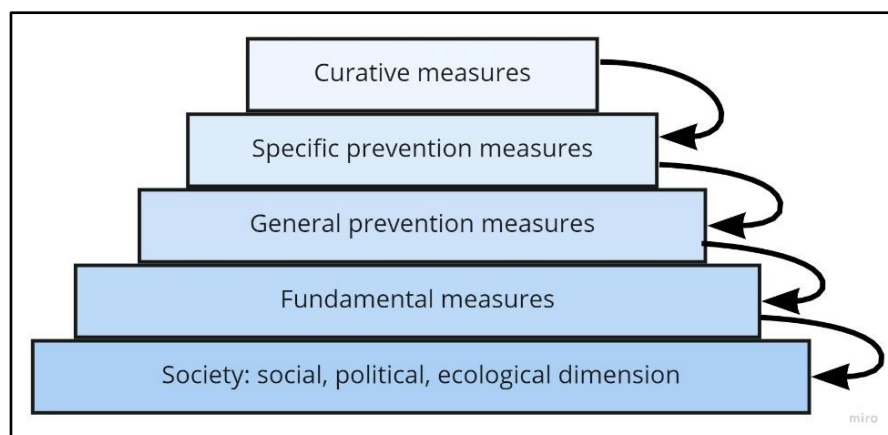 Curative measures
Specific prevention measures
General prevention measures
Fundamental measures
Society: social, political, ecological dimension
miro